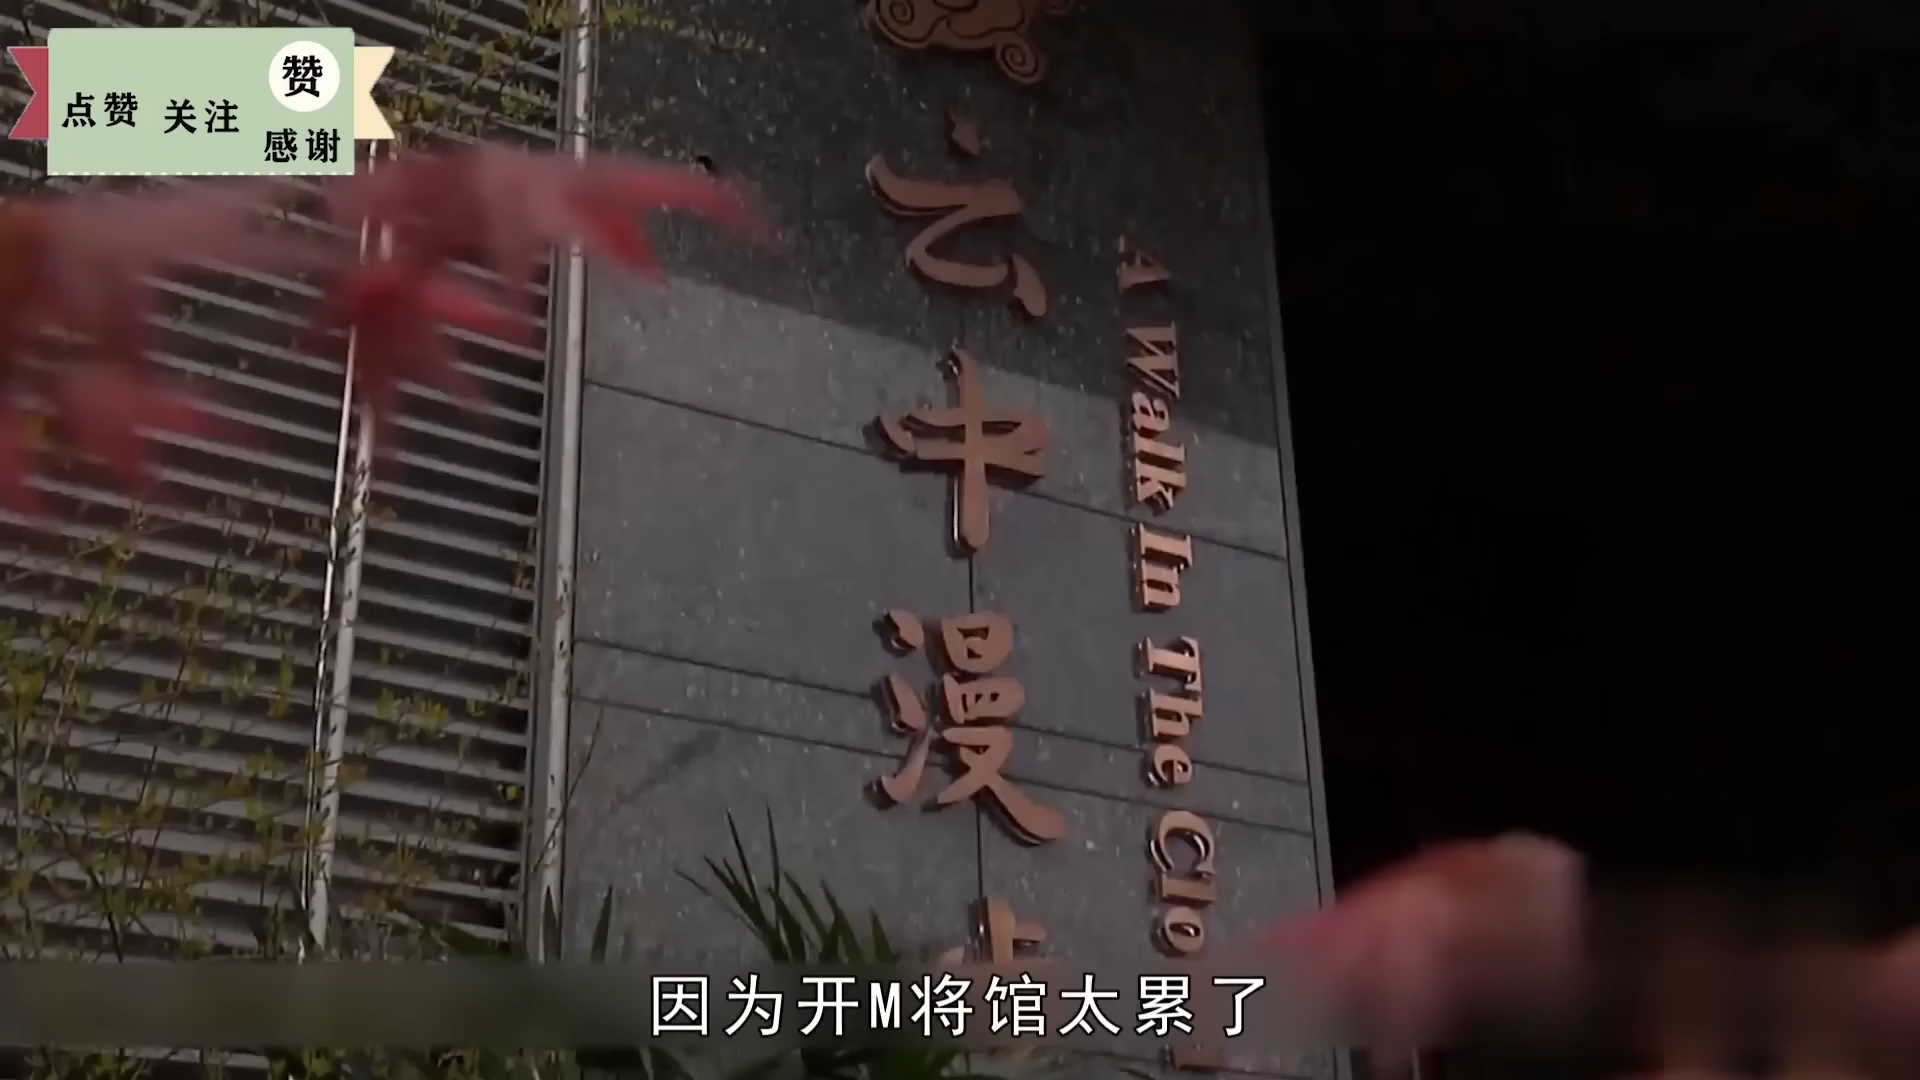 点赞
关注
赞
感谢
云中漫
A Walk In The Clo
因为开M将馆太累了